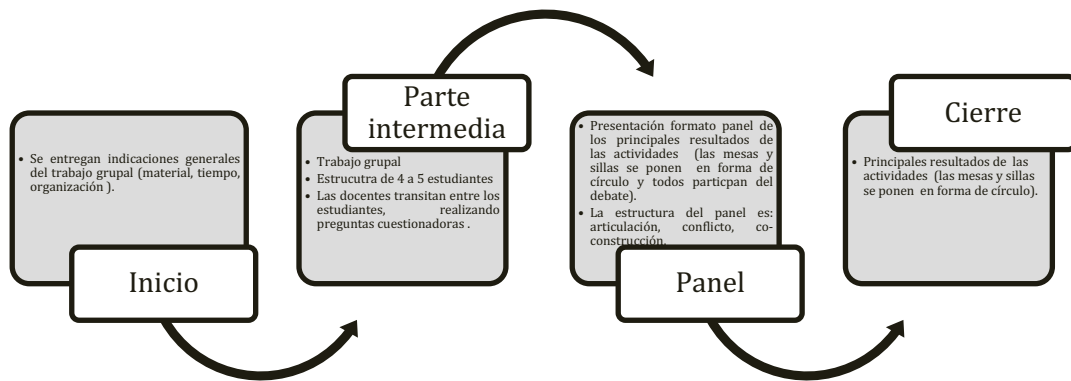 • Se entregan indicaciones generales
del trabajo grupal (material, tiempo,
organización ).
Inicio
Parte
intermedia
• Trabajo grupal
• Estrucutra de 4 a 5 estudiantes
• Las docentes transitan entre los
estudiantes, realizando
preguntas cuestionadoras .
• Presentación formato panel de
los principales resultados de
las actividades (las mesas y
sillas se ponen en forma de
círculo y todos particpan del
debate).
• La estructura del panel es:
articulación, conflicto, co-
construcción.
Panel
Cierre
• Principales resultados de las
actividades (las mesas y sillas
se ponen en forma de círculo).